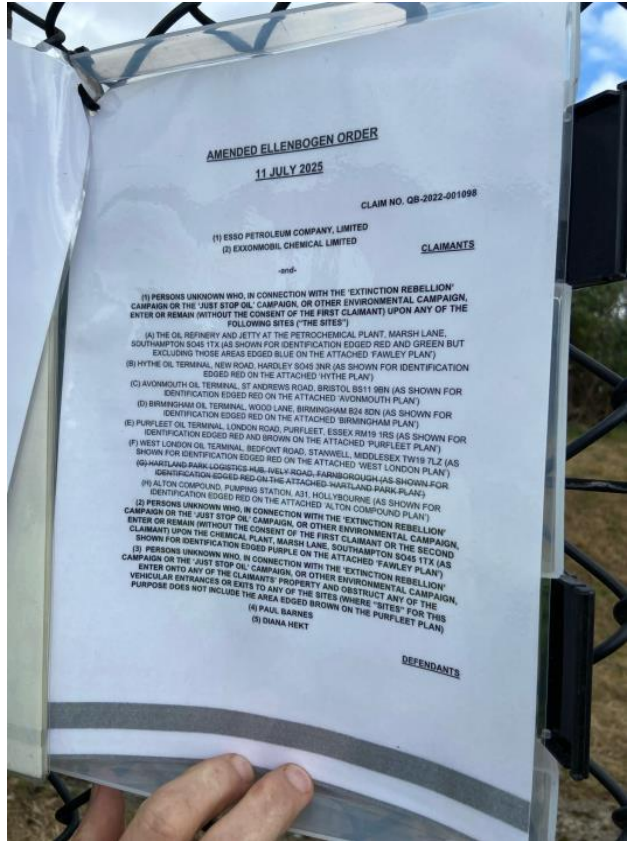 AMENDED ELLENBOGEN ORDER
11 JULY 2025
CLAIM NO. QB-2022-001098
(1) ESSO PETROLEUM COMPANY, LIMITED
(2) EXXONMOBIL CHEMICAL LIMITED
CLAIMANTS
-and-
(1) PERSONS UNKNOWN WHO, IN CONNECTION WITH THE 'EXTINCTION REBELLION'
CAMPAIGN OR THE 'JUST STOP OIL' CAMPAIGN, OR OTHER ENVIRONMENTAL CAMPAIGN,
ENTER OR REMAIN (WITHOUT THE CONSENT OF THE FIRST CLAIMANT) UPON ANY OF THE
FOLLOWING SITES ("THE SITES")
(A) THE OIL REFINERY AND JETTY AT THE PETROCHEMICAL PLANT, MARSH LANE,
SOUTHAMPTON SO45 1TX (AS SHOWN FOR IDENTIFICATION EDGED RED AND GREEN BUT
EXCLUDING THOSE AREAS EDGED BLUE ON THE ATTACHED 'FAWLEY PLAN')
(B) HYTHE OIL TERMINAL, NEW ROAD, HARDLEY SO45 3NR (AS SHOWN FOR IDENTIFICATION
EDGED RED ON THE ATTACHED 'HYTHE PLAN')
(C) AVONMOUTH OIL TERMINAL, ST ANDREWS ROAD, BRISTOL BS11 9BN (AS SHOWN FOR
IDENTIFICATION EDGED RED ON THE ATTACHED 'AVONMOUTH PLAN')
(D) BIRMINGHAM OIL TERMINAL, WOOD LANE, BIRMINGHAM B24 8DN (AS SHOWN FOR
IDENTIFICATION EDGED RED ON THE ATTACHED 'BIRMINGHAM PLAN')
(E) PURFLEET OIL TERMINAL, LONDON ROAD, PURFLEET, ESSEX RM19 1RS (AS SHOWN FOR
IDENTIFICATION EDGED RED AND BROWN ON THE ATTACHED 'PURFLEET PLAN')
(F) WEST LONDON OIL TERMINAL, BEDFONT ROAD, STANWELL, MIDDLESEX TW19 7LZ (AS
SHOWN FOR IDENTIFICATION EDGED RED ON THE ATTACHED 'WEST LONDON PLAN')
(G) HARTLAND PARK LOGISTICS HUB, IVELY ROAD, FARNBOROUGH (AS SHOWN FOR
IDENTIFICATION EDGED RED ON THE ATTACHED 'HARTLAND PARK PLAN')
(H) ALTON COMPOUND, PUMPING STATION, A31, HOLLYBOURNE (AS SHOWN FOR
IDENTIFICATION EDGED RED ON THE ATTACHED 'ALTON COMPOUND PLAN')
(2) PERSONS UNKNOWN WHO, IN CONNECTION WITH THE 'EXTINCTION REBELLION'
CAMPAIGN OR THE 'JUST STOP OIL' CAMPAIGN, OR OTHER ENVIRONMENTAL CAMPAIGN,
ENTER OR REMAIN (WITHOUT THE CONSENT OF THE FIRST CLAIMANT OR THE SECOND
CLAIMANT) UPON THE CHEMICAL PLANT, MARSH LANE, SOUTHAMPTON SO45 1TX (AS
SHOWN FOR IDENTIFICATION EDGED PURPLE ON THE ATTACHED 'FAWLEY PLAN')
(3) PERSONS UNKNOWN WHO, IN CONNECTION WITH THE 'EXTINCTION REBELLION'
CAMPAIGN OR THE 'JUST STOP OIL' CAMPAIGN, OR OTHER ENVIRONMENTAL CAMPAIGN,
ENTER ONTO ANY OF THE CLAIMANTS' PROPERTY AND OBSTRUCT ANY OF THE
VEHICULAR ENTRANCES OR EXITS TO ANY OF THE SITES (WHERE "SITES" FOR THIS
PURPOSE DOES NOT INCLUDE THE AREA EDGED BROWN ON THE PURFLEET PLAN)
(4) PAUL BARNES
(5) DIANA HEKT
DEFENDANTS